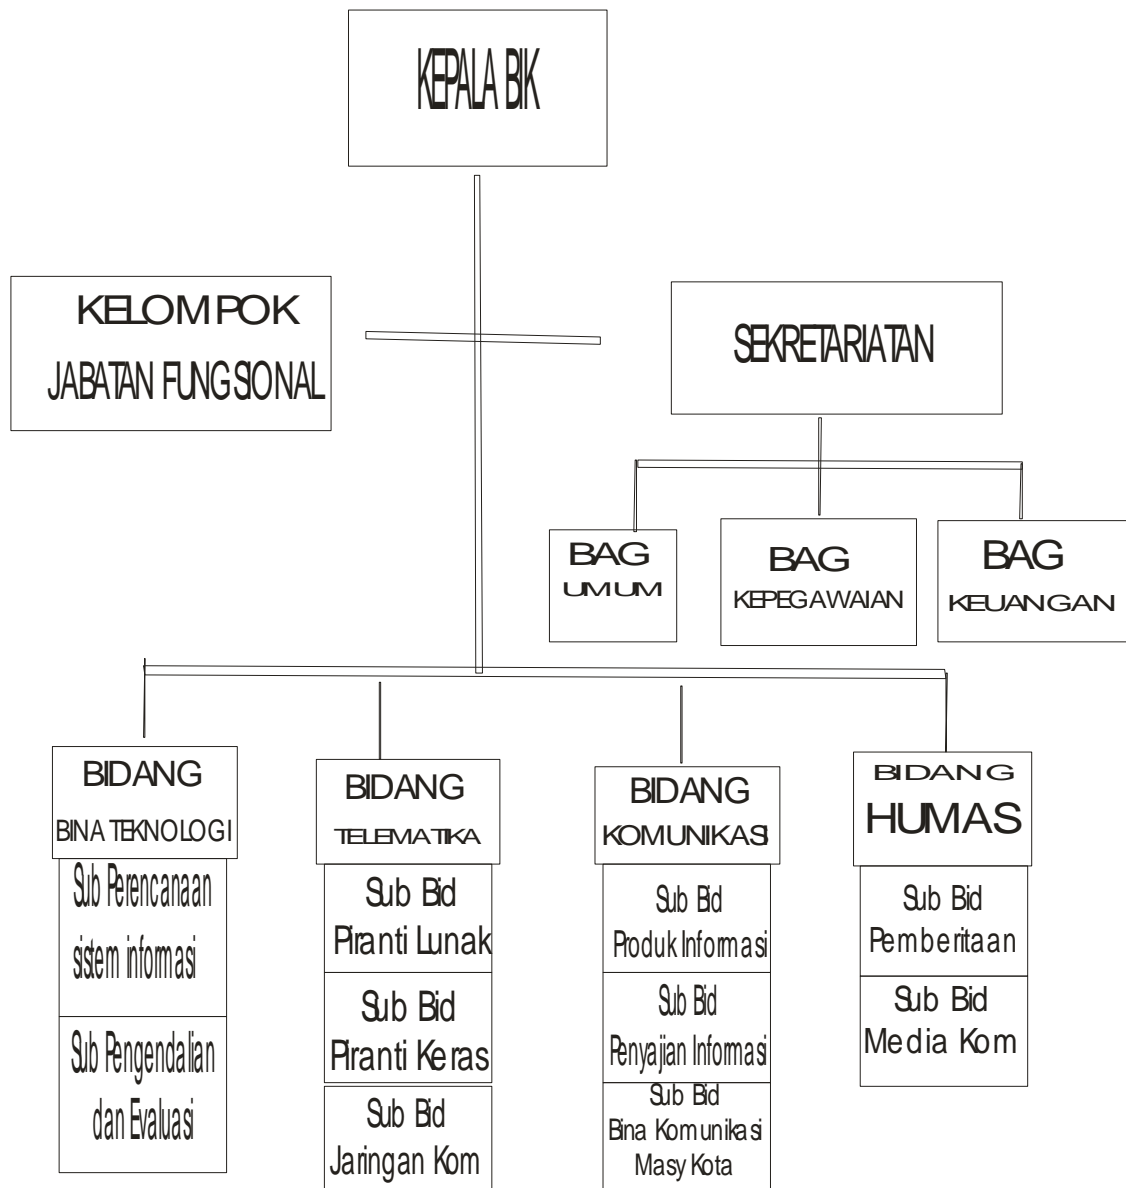 KEPALA BIK
KELOMPOK
JABATAN FUNGSIONAL
SEKRETARIATAN
BAG
UMUM
BAG
KEPEGAWAIAN
BAG
KEUANGAN
BIDANG
BINA TEKNOLOGI
Sub Perencanaan
sistem informasi
Sub Pengendalian
dan Evaluasi
BIDANG
TELEMATIKA
Sub Bid
Piranti Lunak
Sub Bid
Piranti Keras
Sub Bid
Jaringan Kom
BIDANG
KOMUNIKASI
Sub Bid
Produk Informasi
Sub Bid
Penyajian Informasi
Sub Bid
Bina Komunikasi
Masy Kota
BIDANG
HUMAS
Sub Bid
Pemberitaan
Sub Bid
Media Kom